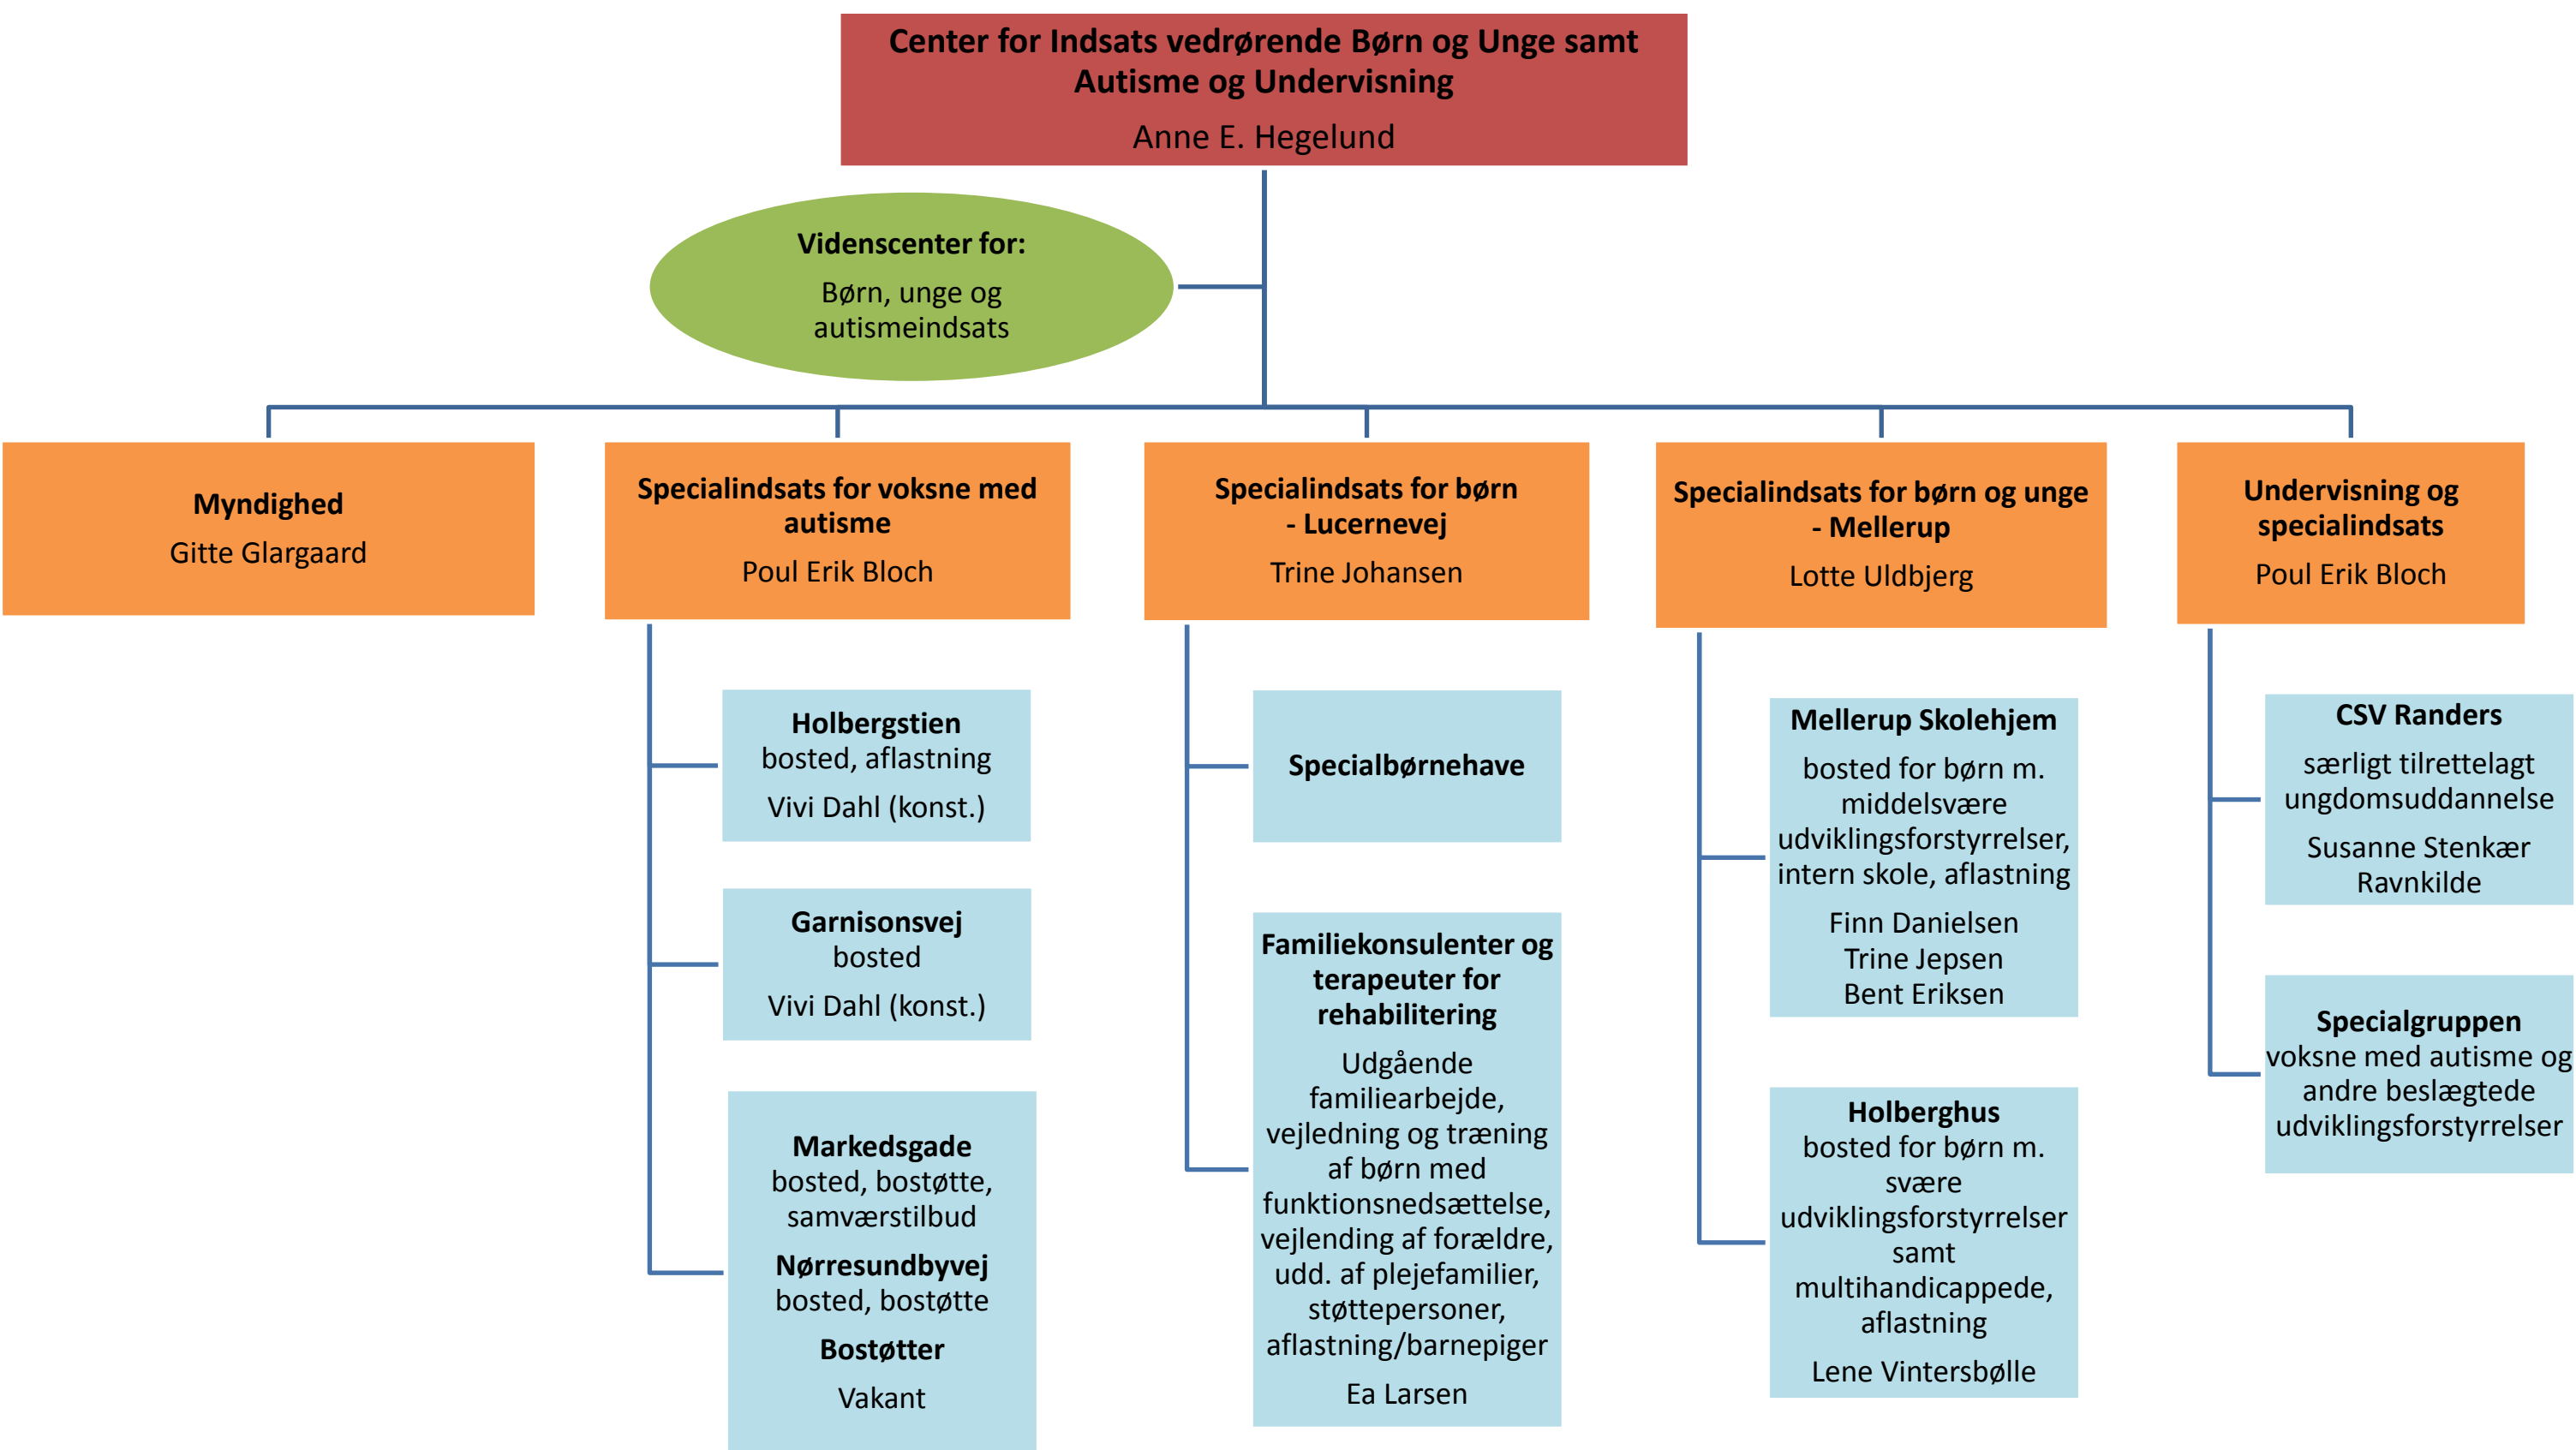 Center for Indsats vedrørende Børn og Unge samt
Autisme og Undervisning
Anne E. Hegelund
Videnscenter for:
Børn, unge og
autismeindsats
Myndighed
Gitte Glargaard
Specialindsats for voksne med
autisme
Poul Erik Bloch
Holbergstien
bosted, aflastning
Vivi Dahl (konst.)
Garnisonsvej
bosted
Vivi Dahl (konst.)
Markedsgade
bosted, bostøtte,
samværstilbud
Nørresundbyvej
bosted, bostøtte
Bostøtter
Vakant
Specialindsats for børn
- Lucernevej
Trine Johansen
Specialbørnehave
Familiekonsulenter og
terapeuter for
rehabilitering
Udgående
familiearbejde,
vejledning og træning
af børn med
funktionsnedsættelse,
vejlending af forældre,
udd. af plejefamilier,
støttepersoner,
aflastning/barnepiger
Ea Larsen
Specialindsats for børn og unge
- Mellerup
Lotte Uldbjerg
Mellerup Skolehjem
bosted for børn m.
middelsvære
udviklingsforstyrrelser,
intern skole, aflastning
Finn Danielsen
Trine Jepsen
Bent Eriksen
Holberghus
bosted for børn m.
svære
udviklingsforstyrrelser
samt
multihandicappede,
aflastning
Lene Vintersbølle
Undervisning og
specialindsats
Poul Erik Bloch
CSV Randers
særligt tilrettelagt
ungdomsuddannelse
Susanne Stenkær
Ravnkilde
Specialgruppen
voksne med autisme og
andre beslægtede
udviklingsforstyrrelser